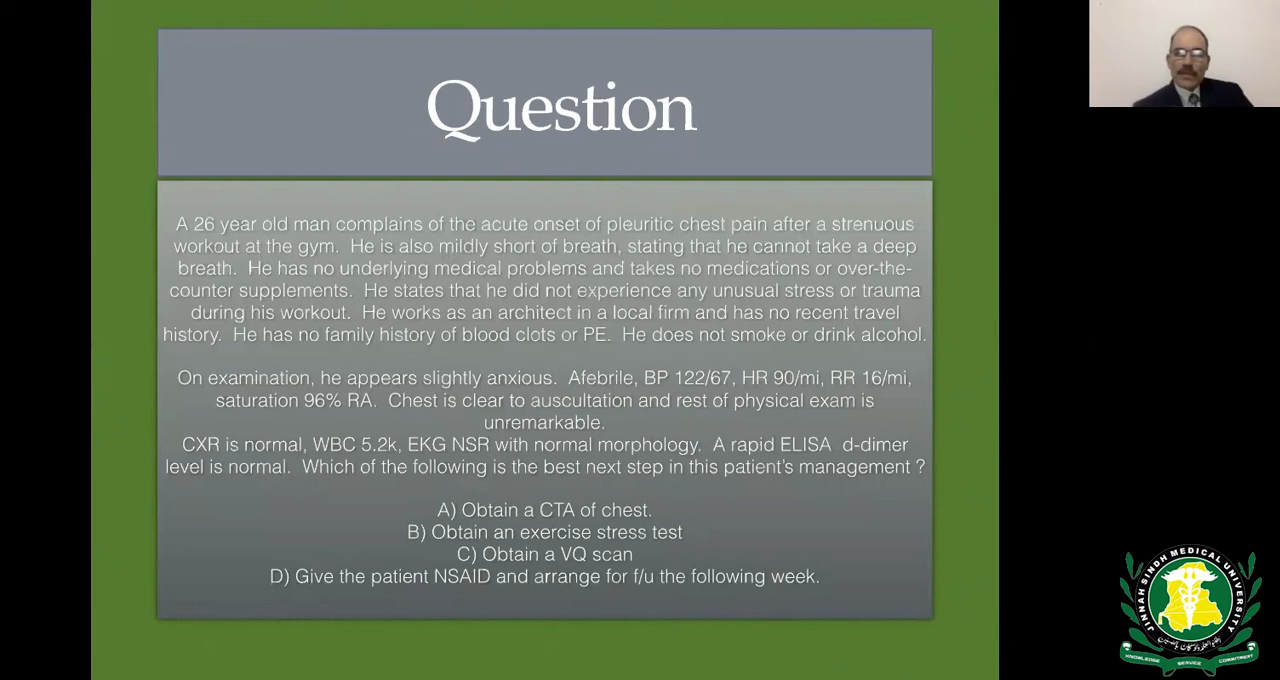 Question
A 26 year old man complains of the acute onset of pleuritic chest pain after a strenuous
workout at the gym. He is also mildly short of breath, stating that he cannot take a deep
breath. He has no underlying medical problems and takes no medications or over-the-
counter supplements. He states that he did not experience any unusual stress or trauma
during his workout. He works as an architect in a local firm and has no recent travel
history. He has no family history of blood clots or PE. He does not smoke or drink alcohol.
On examination, he appears slightly anxious. Afebrile, BP 122/67, HR 90/mi, RR 16/mi,
saturation 96% RA. Chest is clear to auscultation and rest of physical exam is
unremarkable.
CXR is normal, WBC 5.2k, EKG NSR with normal morphology. A rapid ELISA d-dimer
level is normal. Which of the following is the best next step in this patient's management ?
A) Obtain a CTA of chest.
B) Obtain an exercise stress test
C) Obtain a VQ scan
D) Give the patient NSAID and arrange for f/u the following week.
JINNAH SINDH MEDICAL UNIVERSITY
KNOWLEDGE SERVICE COMMITMENT